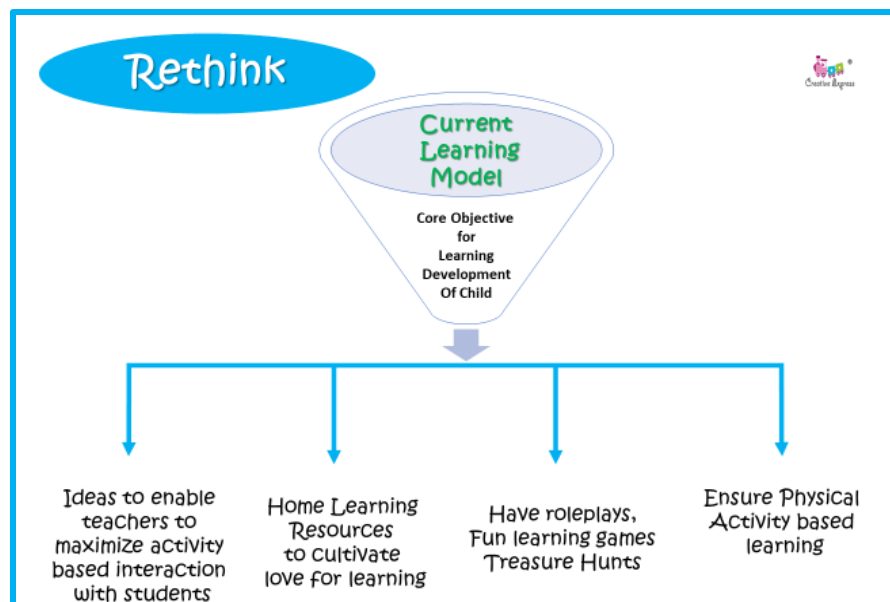 Rethink
Creative Express
Current
Learning
Model
Core Objective
for
Learning
Development
Of Child
Ideas to enable
teachers to
maximize activity
based interaction
with students
Home Learning
Resources
to cultivate
love for learning
Have roleplays,
Fun learning games
Treasure Hunts
Ensure Physical
Activity based
learning